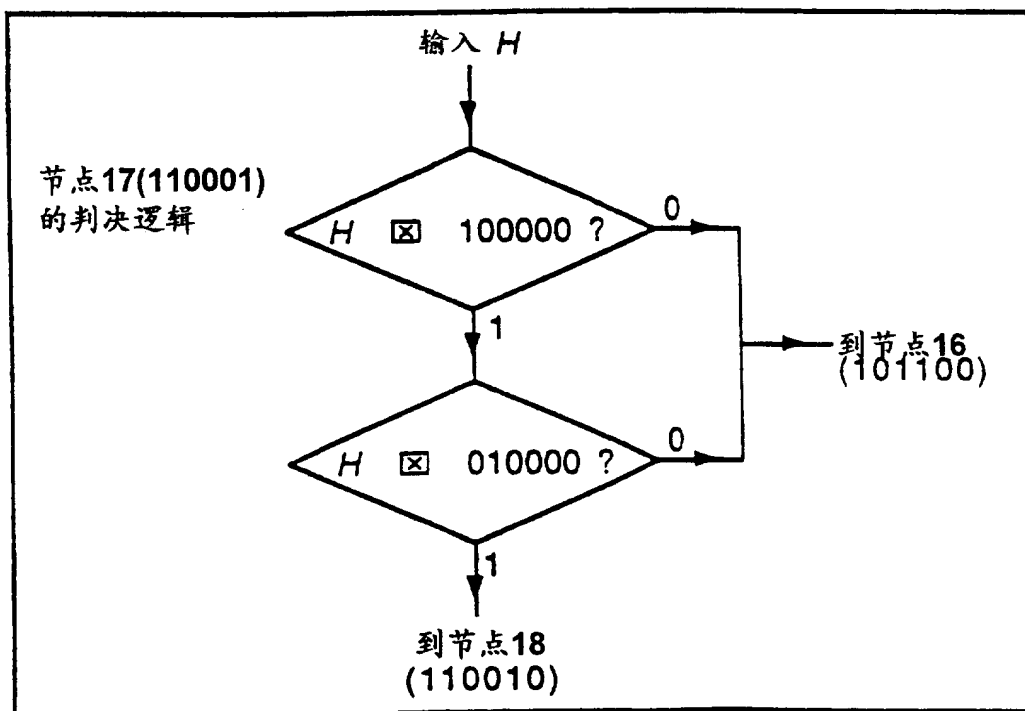 输入 H
节点17(110001)
的判决逻辑
H ☒ 100000 ?
0
1
到节点16
(101100)
H ☒ 010000 ?
0
1
到节点18
(110010)